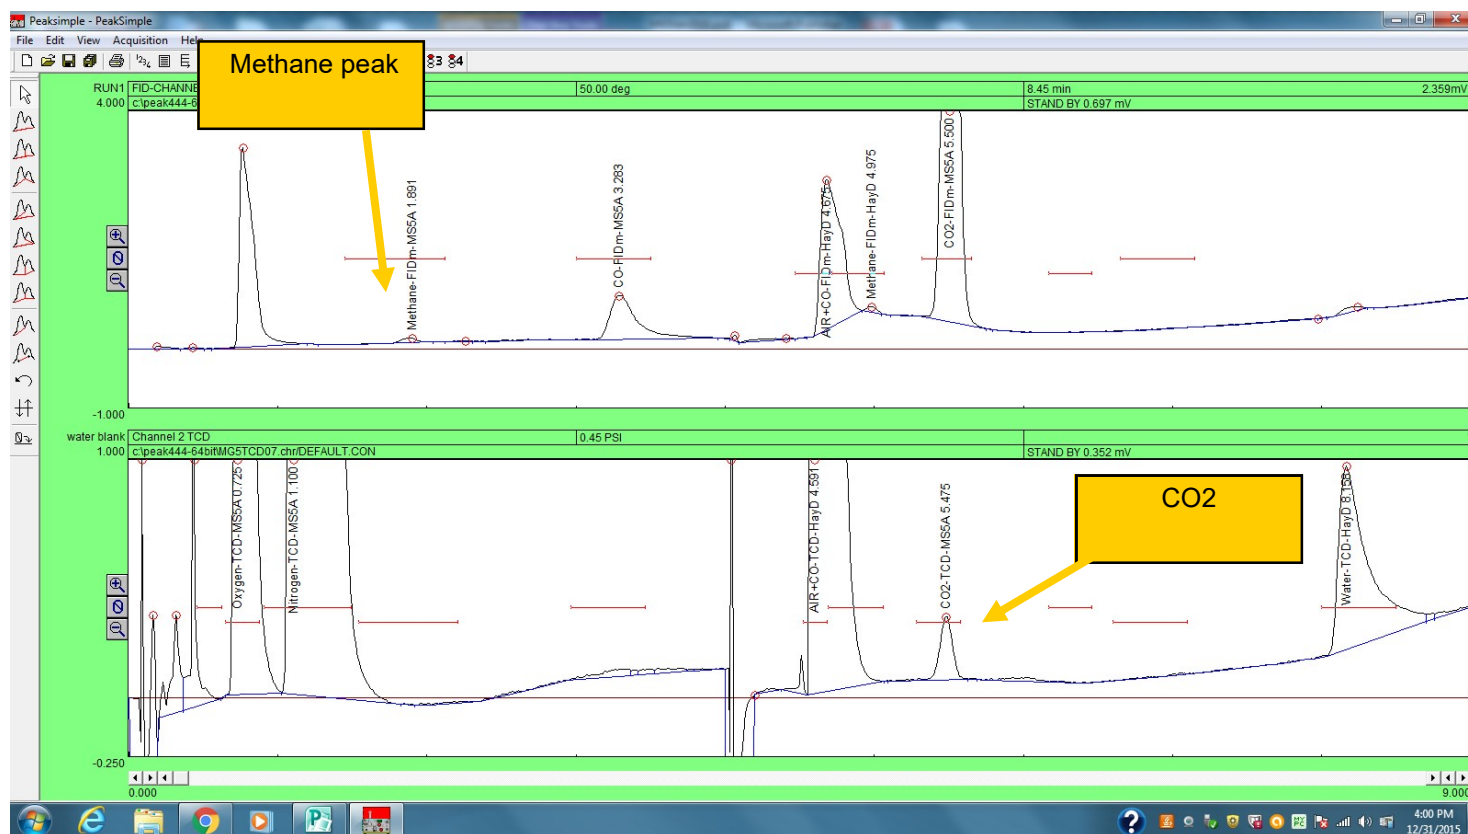 Peaksimple - PeakSimple
File Edit View Acquisition Help
Methane peak
RUN1
50.00 deg
8.45 min
2.359mV
4.000
STAND BY 0.697 mV
Methane-FIDm-MS5A 1.891
CO-FIDm-MS5A 3.283
AIR+CO-FIDm-HayD 4.675
Methane-FIDm-HayD 4.975
CO2-FIDm-MS5A 5.500
-1.000
water blank
Channel 2 TCD
0.45 PSI
1.000
c:\peak444-64bit\MG5TCD07.chr/DEFAULT.CON
STAND BY 0.352 mV
Oxygen-TCD-MS5A 0.725
Nitrogen-TCD-MS5A 1.100
AIR+CO-TCD-HayD 4.591
CO2-TCD-MS5A 5.475
CO2
Water-TCD-HayD 8.158
-0.250
0.000
9.000
4:00 PM
12/31/2015